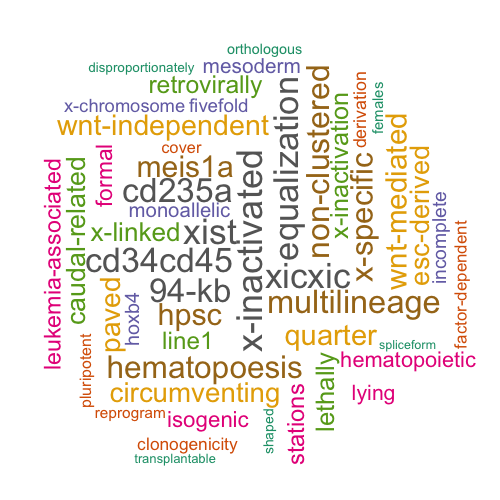 orthologous
disproportionately
mesoderm
retrovirally
x-chromosome
fivefold
wnt-independent
cover
meis1a
cd235a
monoallelic
x-linked
xist
cd34cd45
94-kb
hpsc
line1
hematopoesis
circumventing
isogenic
reprogram
clonogenicity
transplantable
leukemia-associated
caudal-related
formal
paved
hoxb4
pluripotent
x-inactivated
equalization
non-clustered
x-inactivation
x-specific
derivation
females
wnt-mediated
esc-derived
incomplete
factor-dependent
xicxic
multilineage
quarter
spliceform
hematopoietic
lying
lethally
stations
shaped